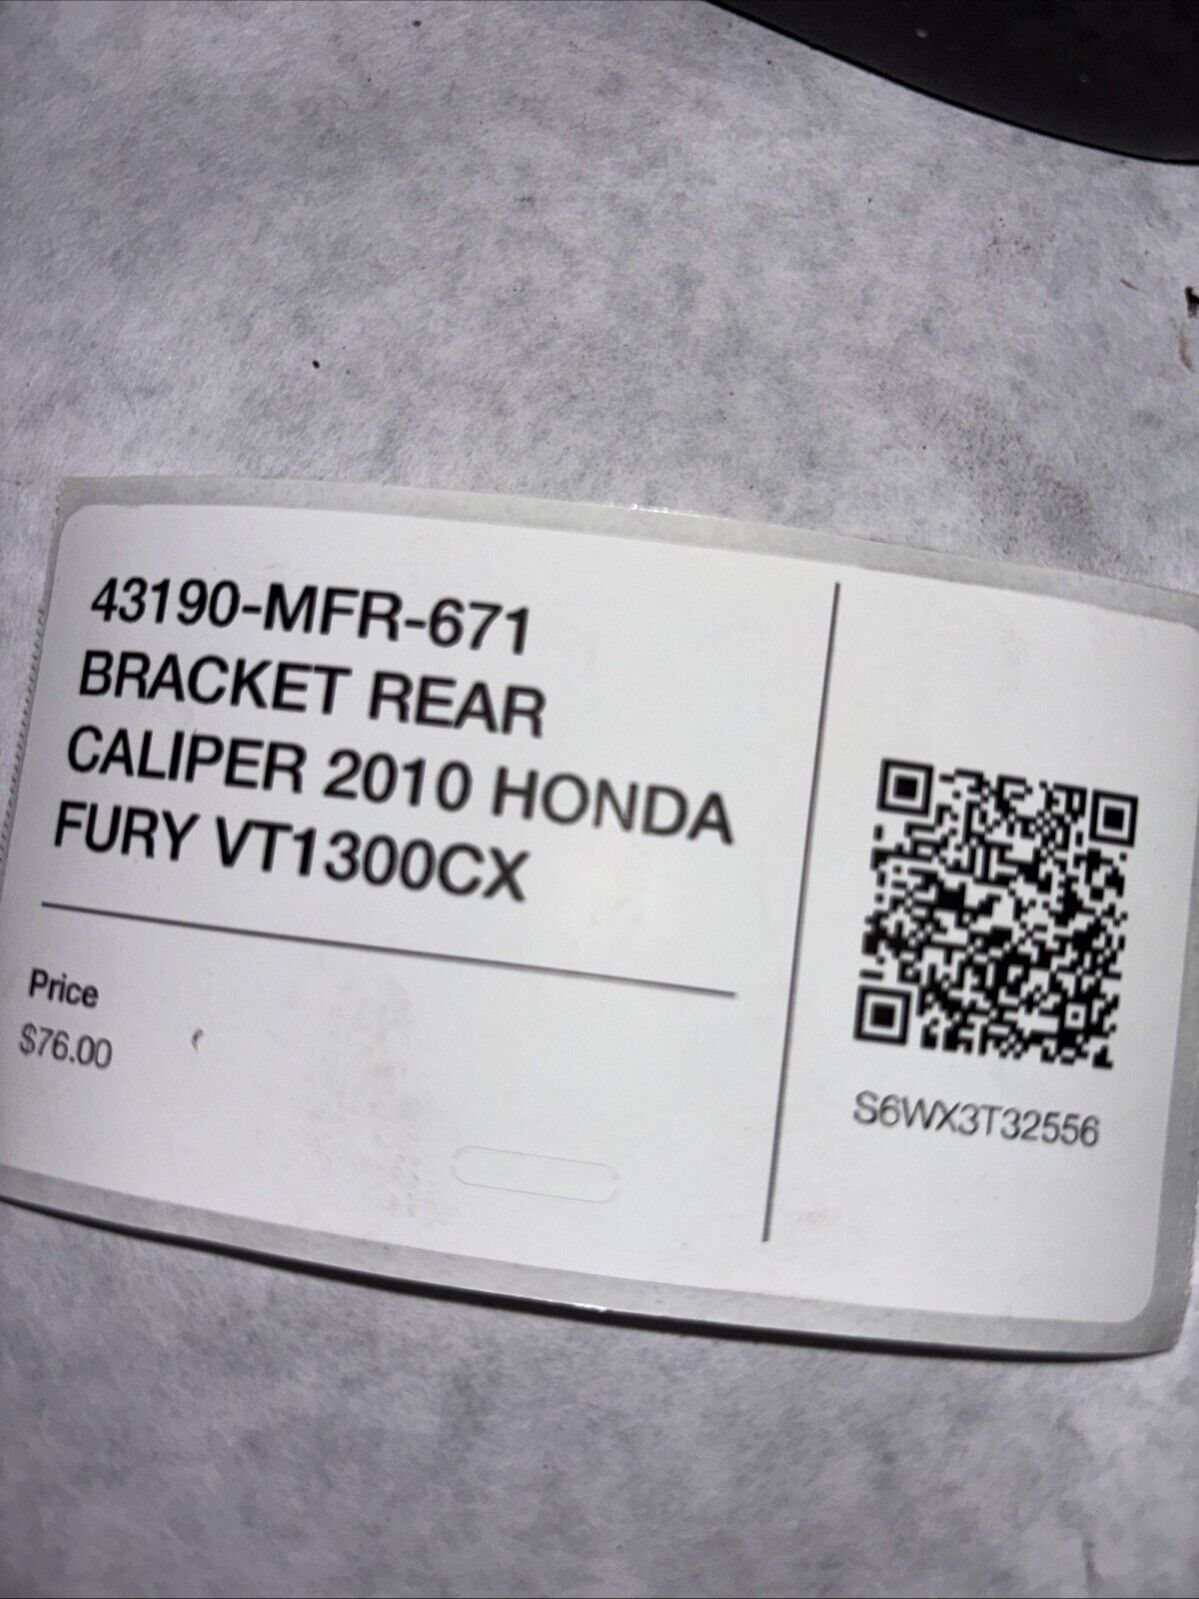 43190-MFR-671
BRACKET REAR
CALIPER 2010 HONDA
FURY VT1300CX
Price
$76.00
S6WX3T32556